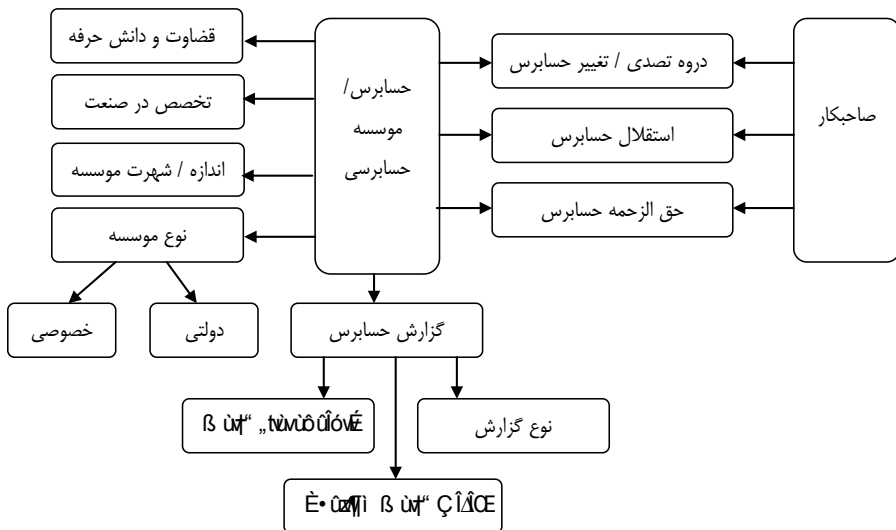 قضاوت و دانش حرفه
تخصص در صنعت
اندازه / شهرت موسسه
نوع موسسه
خصوصی
دولتی
حسابرس/
موسسه
حسابرسی
دروه تصدی / تغییر حسابرس
استقلال حسابرس
حق الزحمه حسابرس
صاحبکار
گزارش حسابرس
نوع گزارش